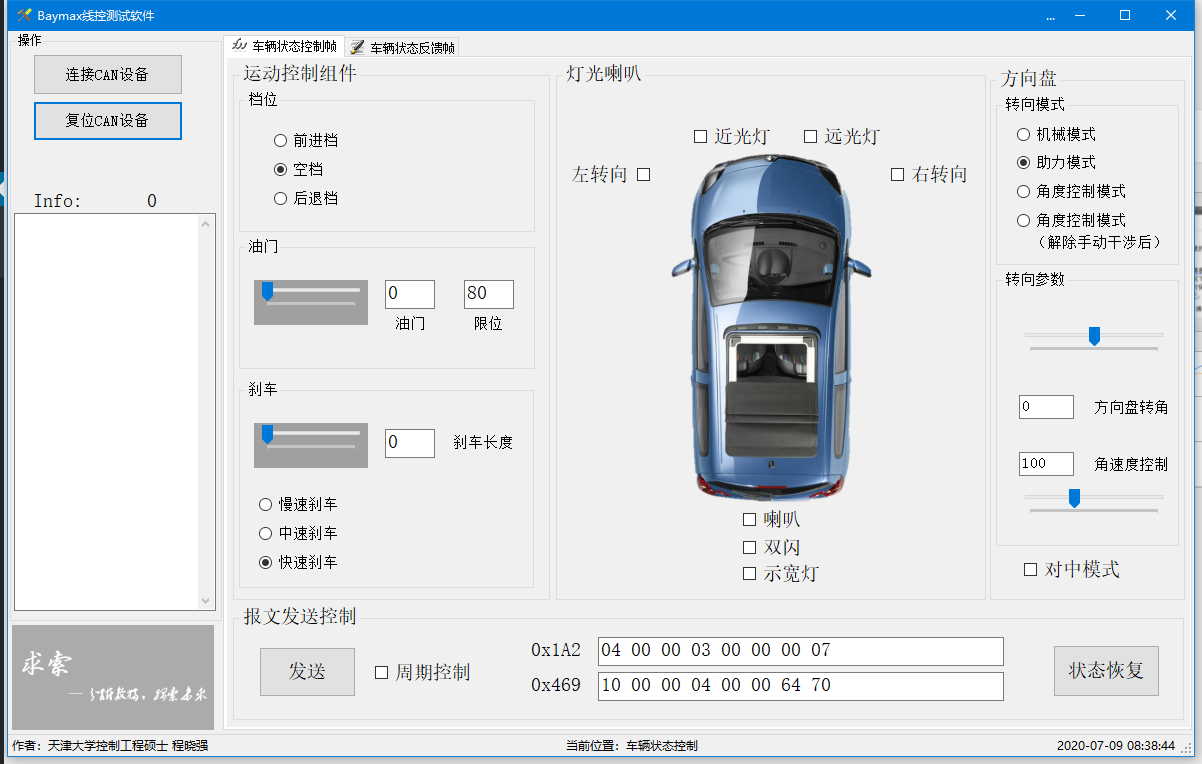 Baymax线控测试软件
操作
连接CAN设备
复位CAN设备
Info: 0
求索
作者：天津大学控制工程硕士 程晓强
车辆状态控制帧
车辆状态反馈帧
运动控制组件
档位
前进档
空档
后退档
油门
0
80
油门
限位
刹车
0
刹车长度
慢速刹车
中速刹车
快速刹车
灯光喇叭
近光灯
远光灯
左转向
右转向
喇叭
双闪
示宽灯
方向盘
转向模式
机械模式
助力模式
角度控制模式
角度控制模式
（解除手动干涉后）
转向参数
0
方向盘转角
100
角速度控制
对中模式
报文发送控制
发送
周期控制
0x1A2
04 00 00 03 00 00 00 07
0x469
10 00 00 04 00 00 64 70
状态恢复
当前位置：车辆状态控制
2020-07-09 08:38:44